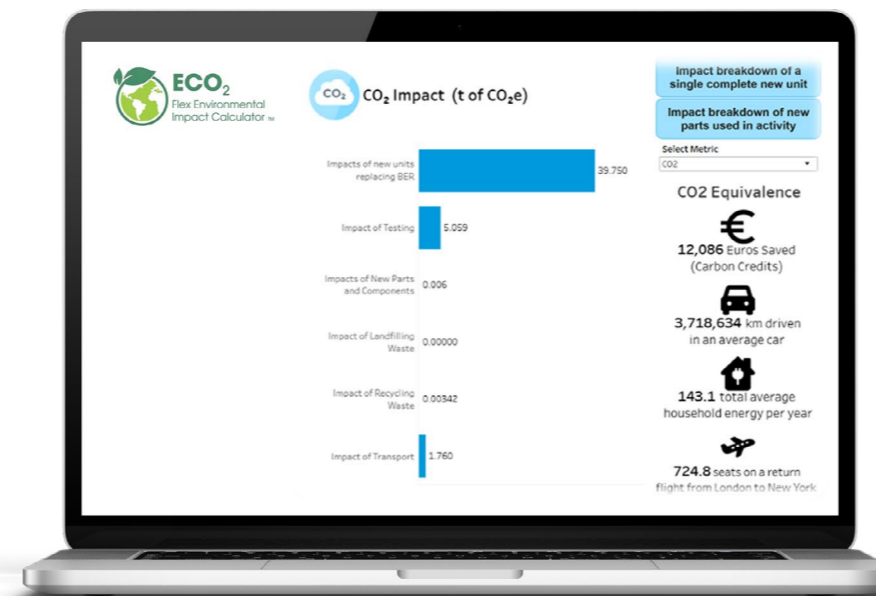 ECO₂
Flex Environmental
Impact Calculator SM
CO₂
CO₂ Impact (t of CO₂e)
Impacts of new units
replacing BER
39.750
Impact of Testing
5.059
Impacts of New Parts
and Components
0.006
Impact of Landfilling
Waste
0.00000
Impact of Recycling
Waste
0.00342
Impact of Transport
1.760
Impact breakdown of a
single complete new unit
Impact breakdown of new
parts used in activity
Select Metric
CO2
CO2 Equivalence
€
12,086 Euros Saved
(Carbon Credits)
3,718,634 km driven
in an average car
143.1 total average
household energy per year
724.8 seats on a return
flight from London to New York